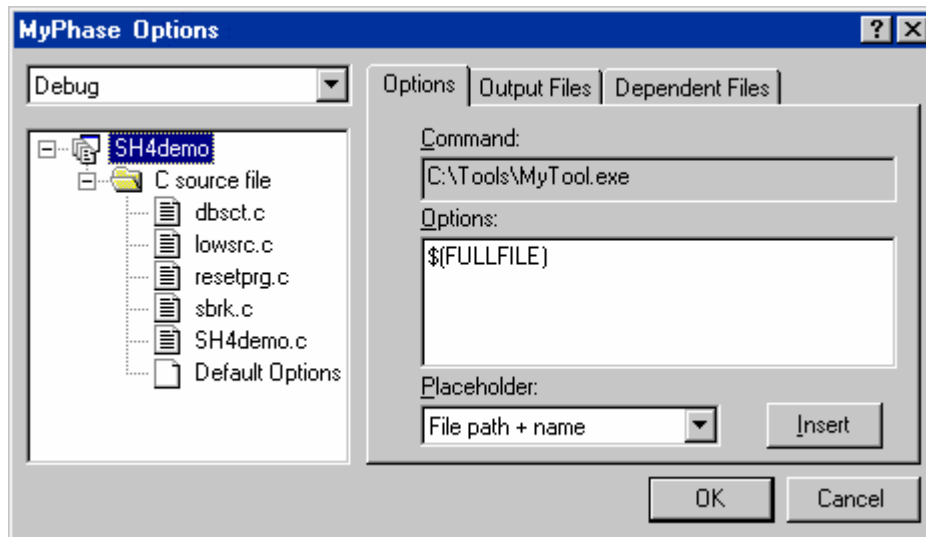 MyPhase Options
Debug
SH4demo
C source file
dbsct.c
lowsrc.c
resetprg.c
sbrk.c
SH4demo.c
Default Options
Options
Output Files
Dependent Files
Command:
C:\Tools\MyTool.exe
Options:
$(FULLFILE)
Placeholder:
File path + name
Insert
OK
Cancel